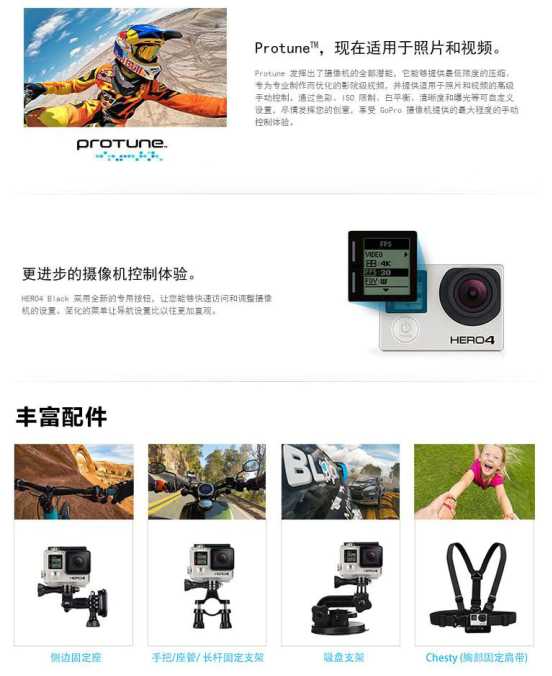 Protune™，现在适用于照片和视频。
Protune 发挥出了摄像机的全部潜能，它能够提供最低限度的压缩，
专为专业制作而优化的影院级视频，并提供适用于照片和视频的高级
手动控制。通过色彩、ISO 限制、白平衡、清晰度和曝光等可自定义
设置，尽情发挥您的创意，享受 GoPro 摄像机提供的最大程度的手动
控制体验。
PROTUNE™
更进步的摄像机控制体验。
HERO4 Black 采用全新的专用按钮，让您能够快速访问和调整摄像
机的设置。简化的菜单让导航设置比以往更加直观。
FPS
VIDEO
4K
FPS 30
FOV W
HERO4
丰富配件
侧边固定座
手把/座管/ 长杆固定支架
吸盘支架
Chesty (胸部固定肩带)